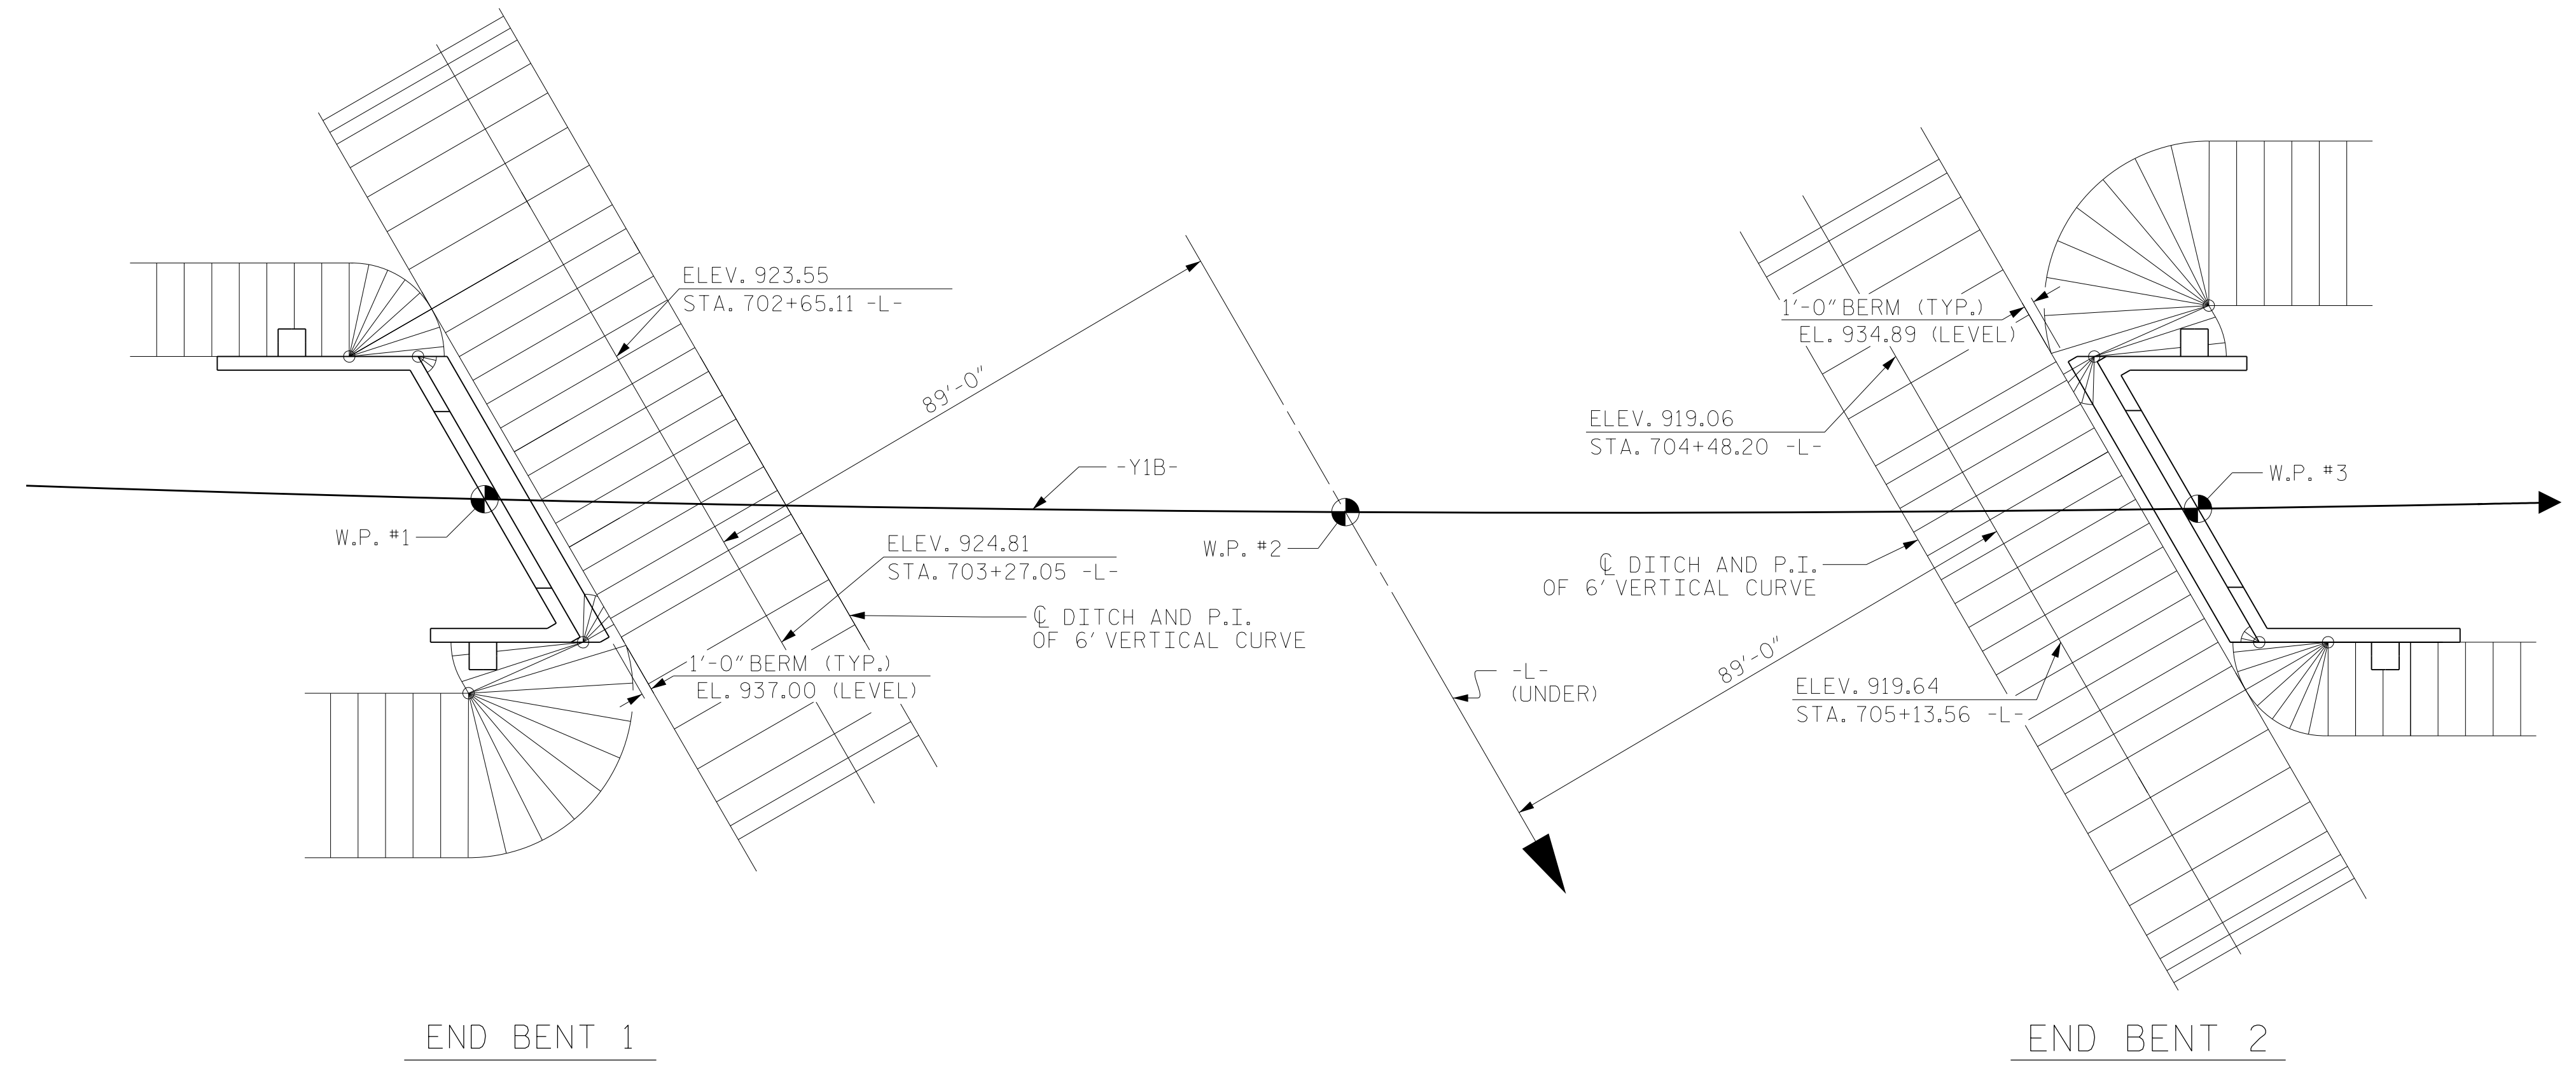 ELEV. 923.55
STA. 702+65.11 -L-
89'-0"
1'-0" BERM (TYP.)
EL. 934.89 (LEVEL)
ELEV. 919.06
STA. 704+48.20 -L-
-Y1B-
W.P. #3
W.P. #1
W.P. #2
ELEV. 924.81
STA. 703+27.05 -L-
℄ DITCH AND P.I.
OF 6' VERTICAL CURVE
℄ DITCH AND P.I.
OF 6' VERTICAL CURVE
1'-0" BERM (TYP.)
EL. 937.00 (LEVEL)
-L-
(UNDER)
89'-0"
ELEV. 919.64
STA. 705+13.56 -L-
END BENT 1
END BENT 2